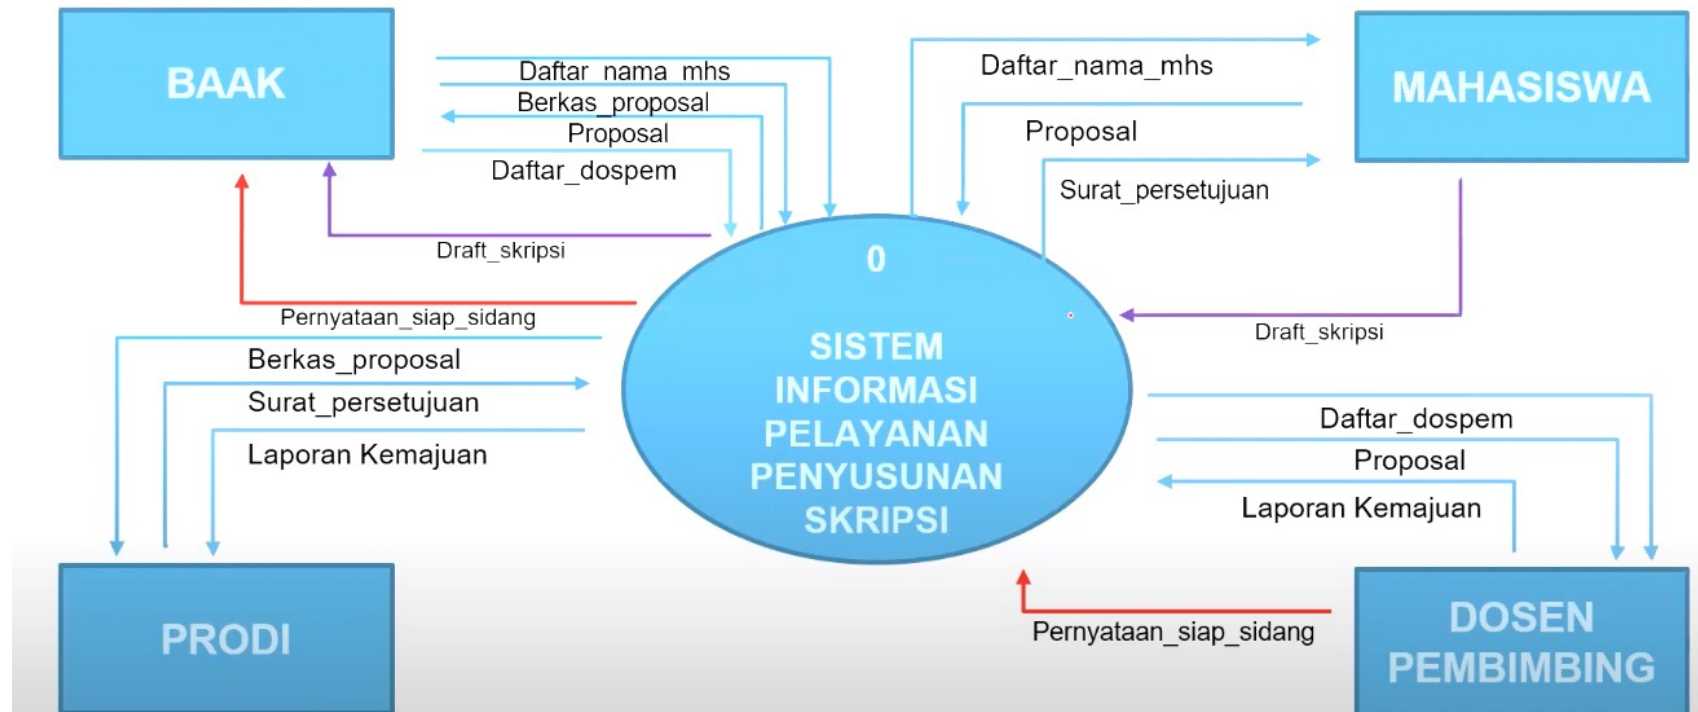 BAAK
MAHASISWA
Daftar_nama_mhs
Berkas_proposal
Proposal
Daftar_dospem
Draft_skripsi
Pernyataan_siap_sidang
Daftar_nama_mhs
Proposal
Surat_persetujuan
Draft_skripsi
0
SISTEM
INFORMASI
PELAYANAN
PENYUSUNAN
SKRIPSI
Berkas_proposal
Surat_persetujuan
Laporan Kemajuan
Daftar_dospem
Proposal
Laporan Kemajuan
Pernyataan_siap_sidang
PRODI
DOSEN
PEMBIMBING